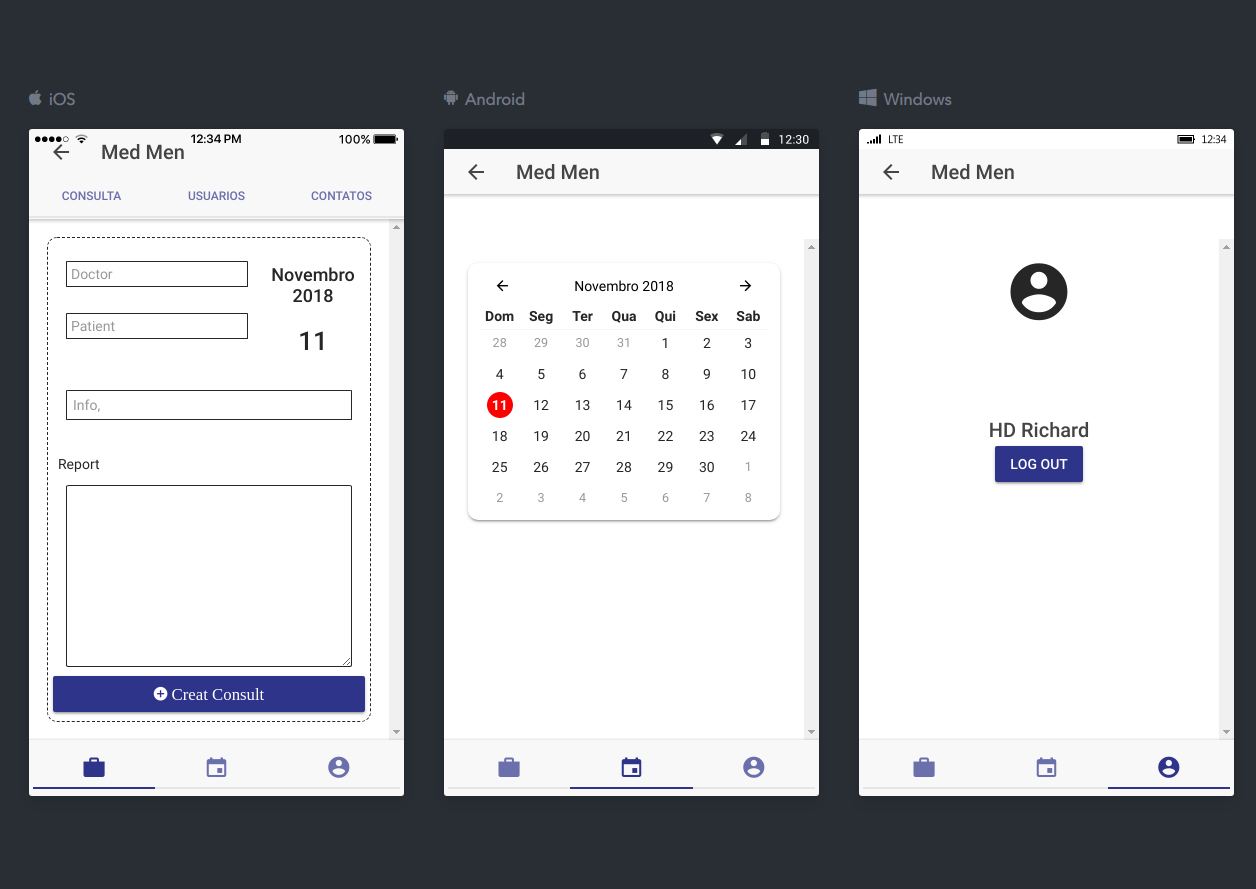 iOS
12:34 PM 100%
Med Men
CONSULTA USUARIOS CONTATOS
Doctor
Novembro
2018
Patient
11
Info,
Report
Creat Consult
Android
12:30
Med Men
Novembro 2018
Dom Seg Ter Qua Qui Sex Sab
28 29 30 31 1 2 3
4 5 6 7 8 9 10
11 12 13 14 15 16 17
18 19 20 21 22 23 24
25 26 27 28 29 30 1
2 3 4 5 6 7 8
Windows
LTE 12:34
Med Men
HD Richard
LOG OUT